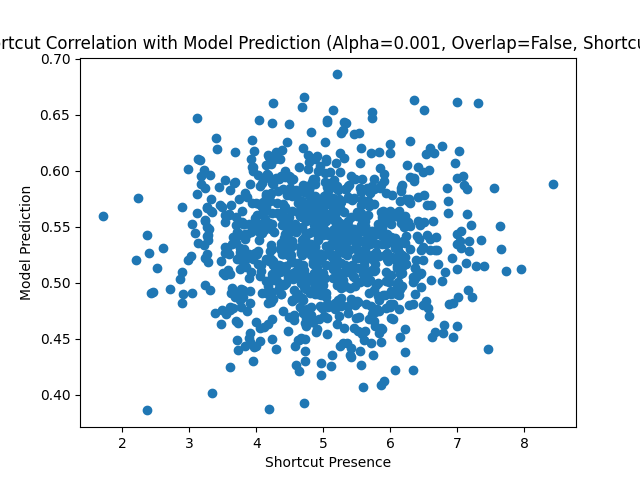 rtcut Correlation with Model Prediction (Alpha=0.001, Overlap=False, Shortcu
0.70
0.65
0.60
0.55
0.50
0.45
0.40
Model Prediction
2 3 4 5 6 7 8
Shortcut Presence